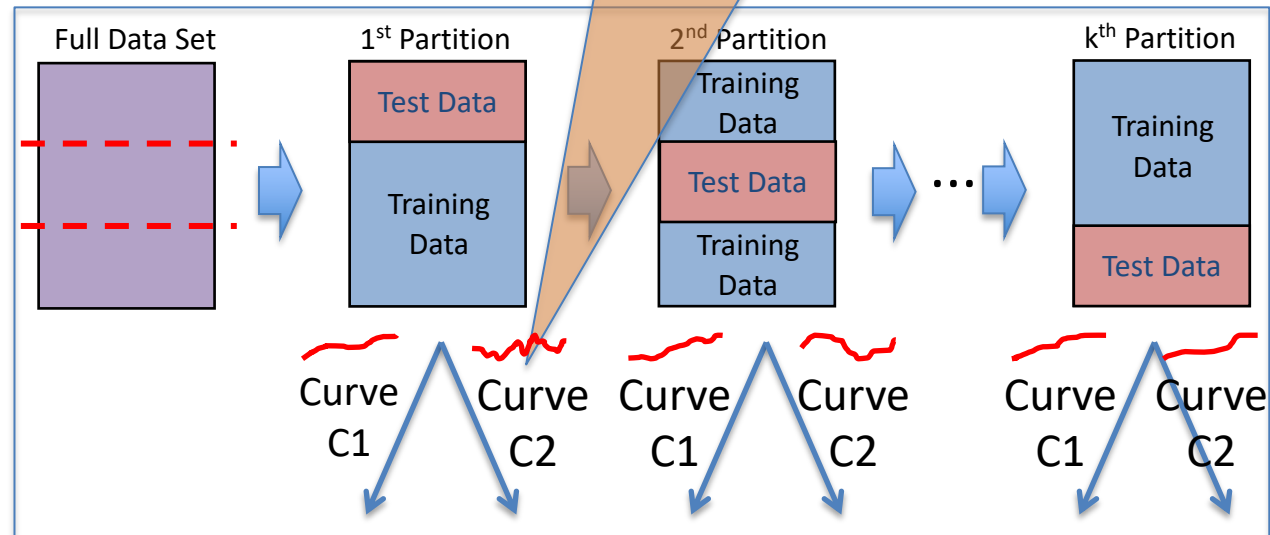 Full Data Set
1st Partition
2nd Partition
kth Partition
Test Data
Training
Data
Training
Data
Test Data
Training
Data
...
Training
Data
Test Data
Curve
C1
Curve
C2
Curve
C1
Curve
C2
Curve
C1
Curve
C2